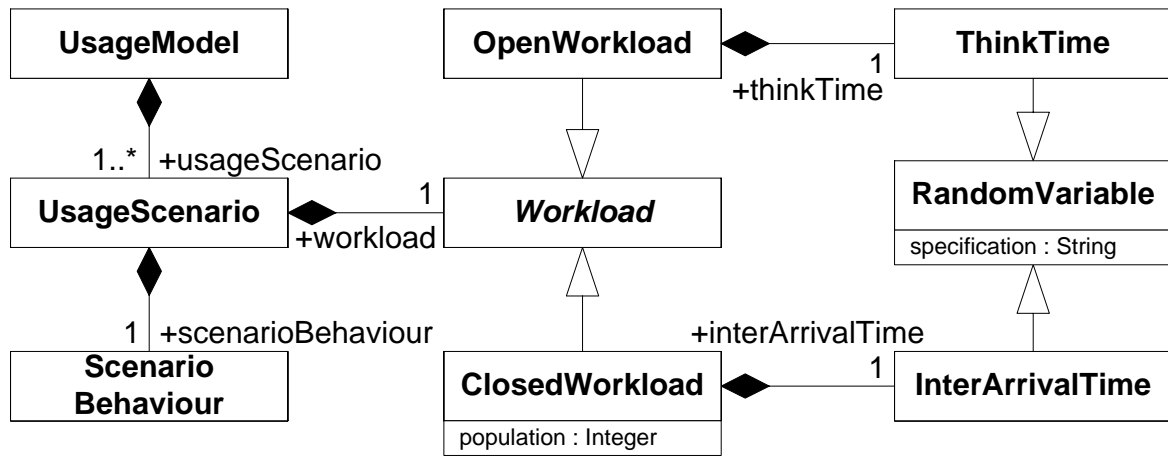 UsageModel
OpenWorkload
ThinkTime
1
+thinkTime
1..* +usageScenario
UsageScenario
1
+workload
Workload
RandomVariable
specification : String
1 +scenarioBehaviour
+interArrivalTime
1
Scenario
Behaviour
ClosedWorkload
population : Integer
InterArrivalTime